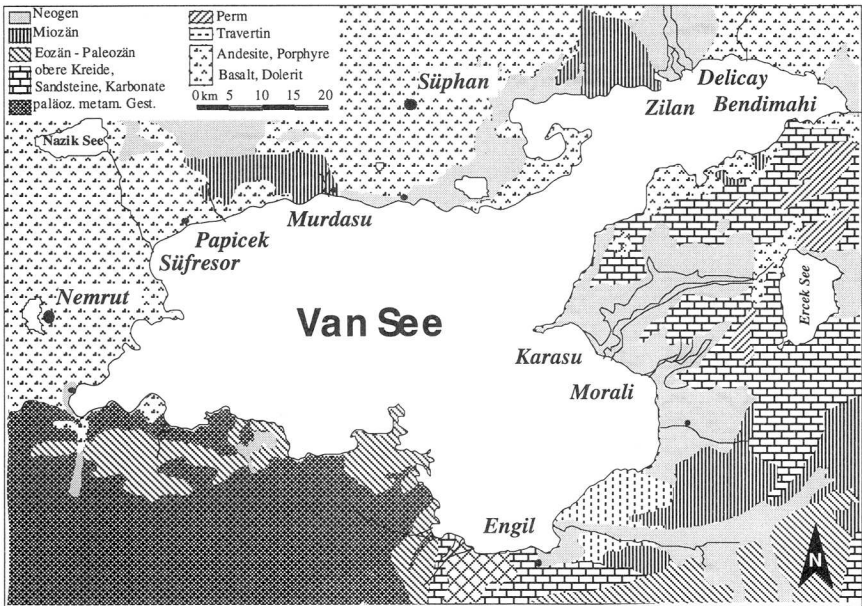 Neogen
Miozän
Eozän - Paleozän
obere Kreide,
Sandsteine, Karbonate
paläoz. metam. Gest.
Perm
Travertin
Andesite, Porphyre
Basalt, Dolerit
0 km 5 10 15 20
Süphan
Delicay
Zilan Bendimahi
Nazik See
Murdasu
Papicek
Süfresor
Nemrut
Van See
Ercek See
Karasu
Morali
Engil
N